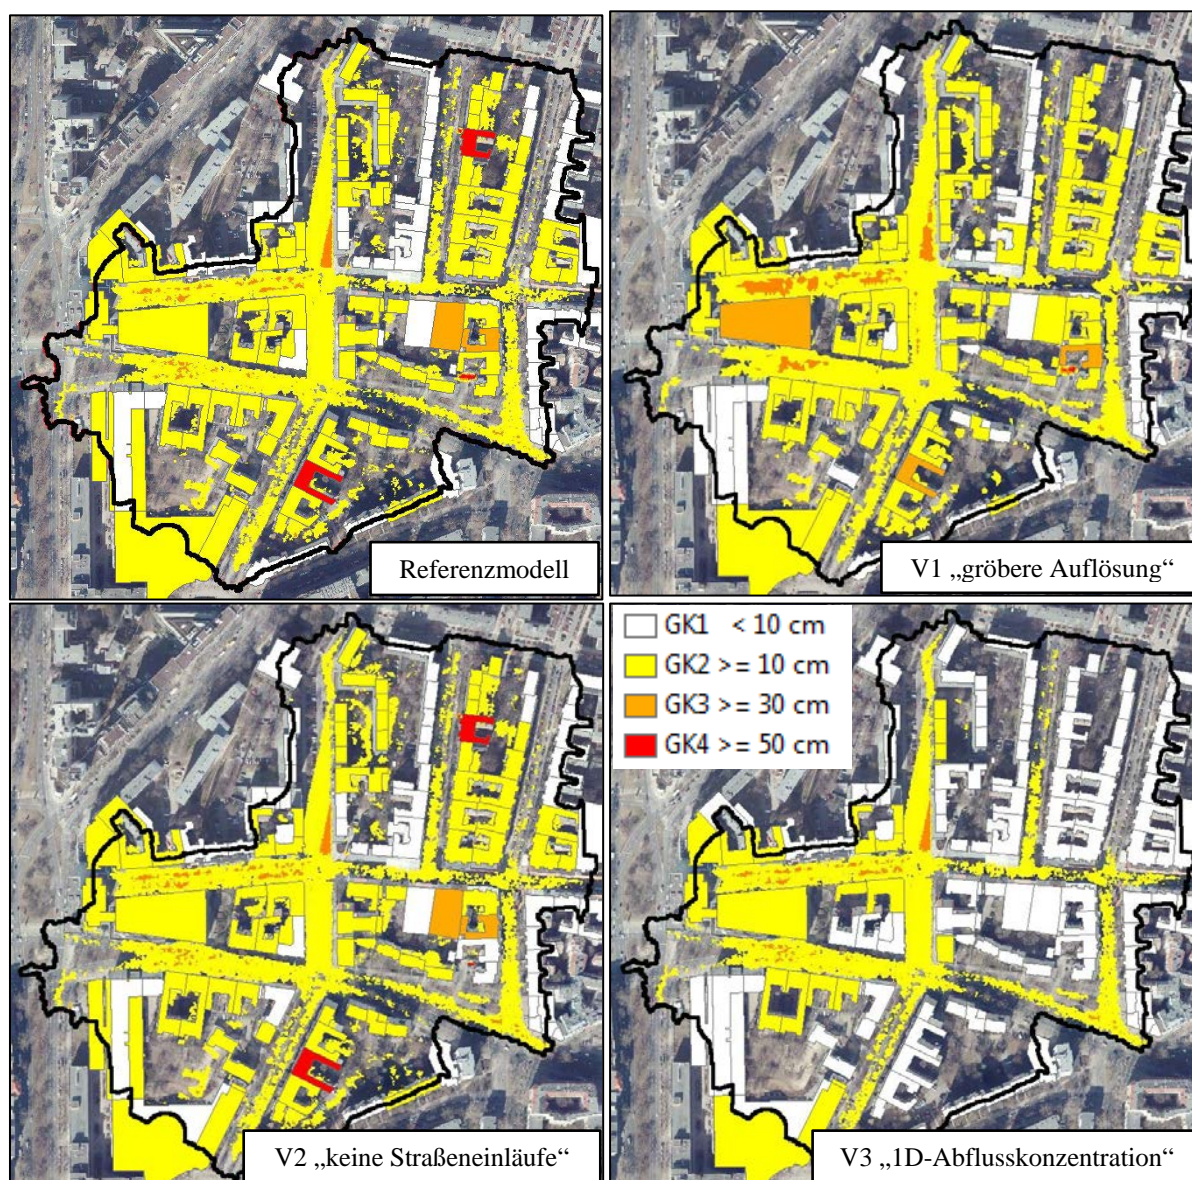 Referenzmodell
V1 „gröbere Auflösung“
GK1 < 10 cm
GK2 >= 10 cm
GK3 >= 30 cm
GK4 >= 50 cm
V2 „keine Straßeneinläufe“
V3 „1D-Abflusskonzentration“